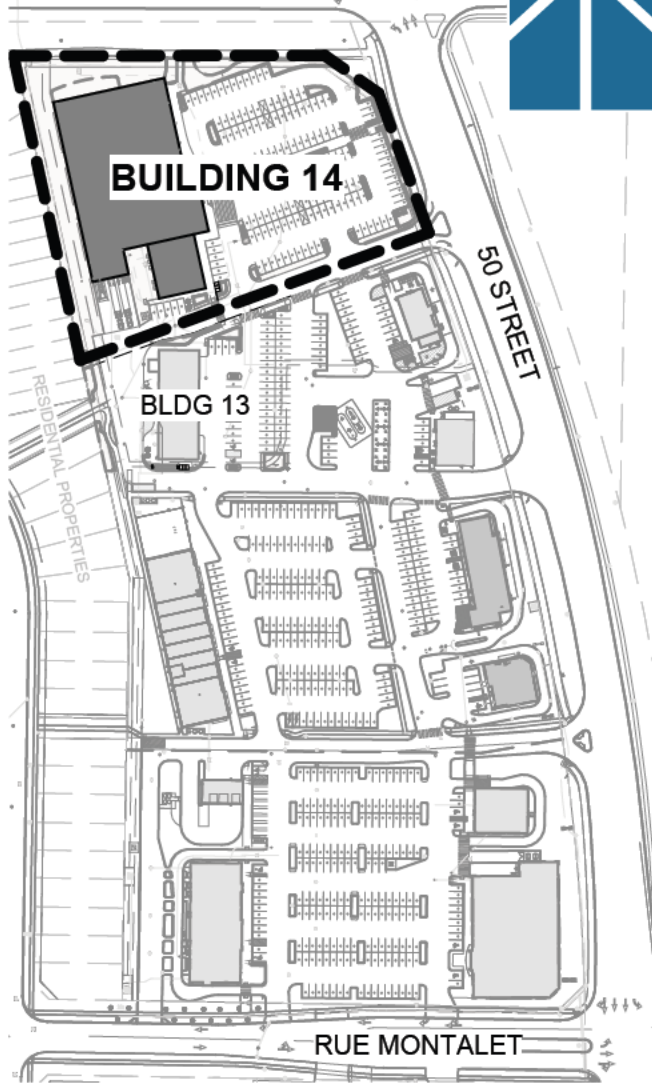 BUILDING 14
50 STREET
BLDG 13
RESIDENTIAL PROPERTIES
RUE MONTALET